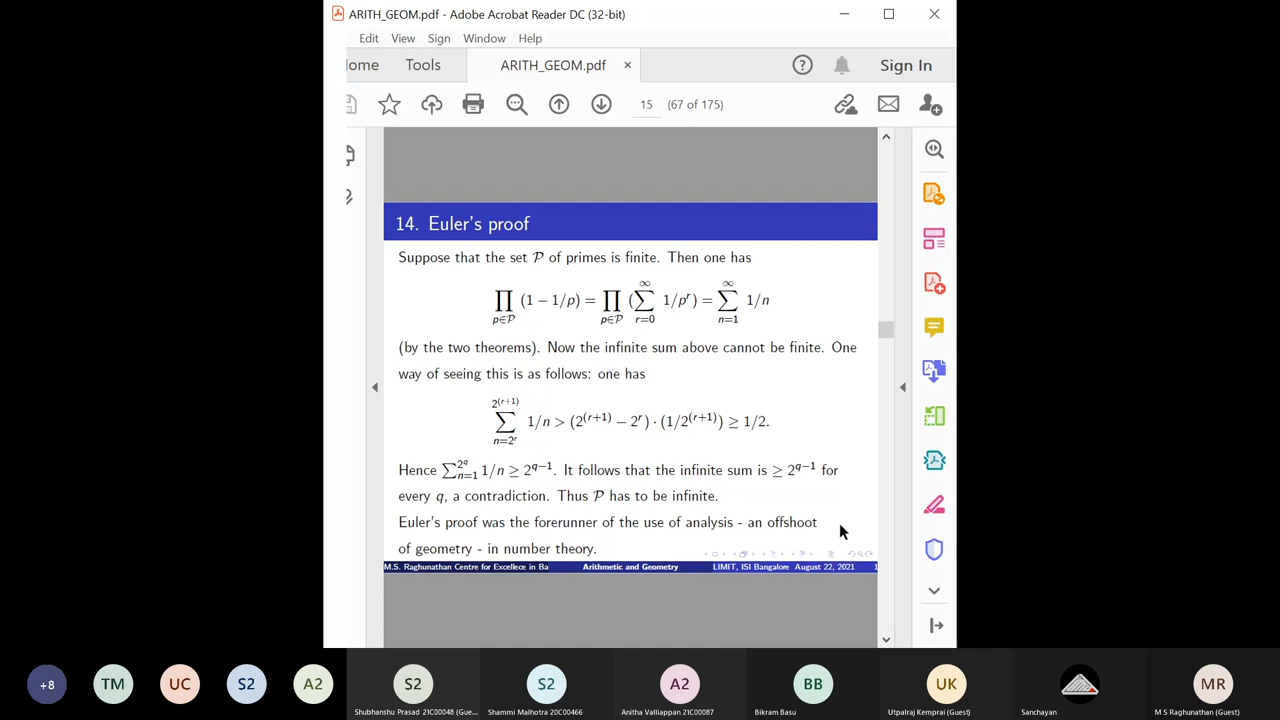 ARITH_GEOM.pdf - Adobe Acrobat Reader DC (32-bit)
Edit View Sign Window Help
ome Tools ARITH_GEOM.pdf × Sign In
15 (67 of 175)
14. Euler's proof
Suppose that the set 𝒫 of primes is finite. Then one has
∏_{p∈𝒫} (1 − 1/p) = ∏_{p∈𝒫} (∑_{r=0}^{∞} 1/p^r) = ∑_{n=1}^{∞} 1/n
(by the two theorems). Now the infinite sum above cannot be finite. One
way of seeing this is as follows: one has
∑_{n=2^r}^{2^(r+1)} 1/n > (2^(r+1) − 2^r) · (1/2^(r+1)) ≥ 1/2.
Hence ∑_{n=1}^{2^q} 1/n ≥ 2^{q−1}. It follows that the infinite sum is ≥ 2^{q−1} for
every q, a contradiction. Thus 𝒫 has to be infinite.
Euler's proof was the forerunner of the use of analysis - an offshoot
of geometry - in number theory.
M.S. Raghunathan Centre for Excellece in Ba Arithmetic and Geometry LIMIT, ISI Bangalore August 22, 2021 1
+8 TM UC S2 A2 S2 S2 A2 BB UK MR
Shubhanshu Prasad 21C00048 (Gue... Shammi Malhotra 20C00466 Anitha Valliappan 21C00087 Bikram Basu Utpalraj Kemprai (Guest) Sanchayan M S Raghunathan (Guest)